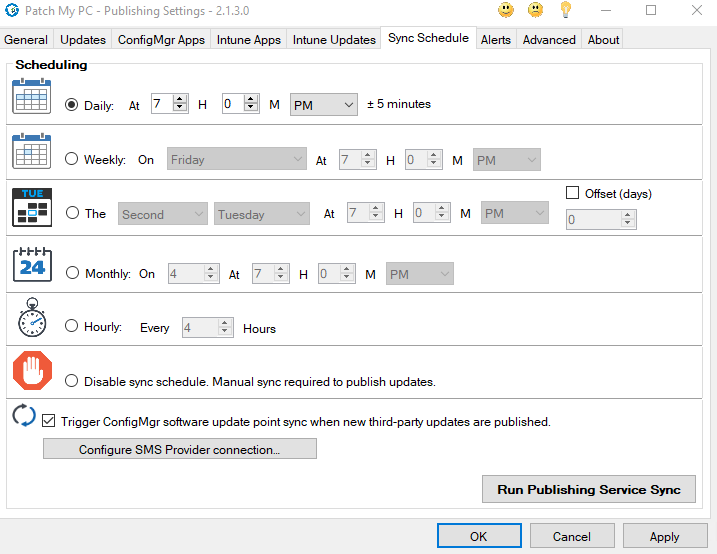 Patch My PC - Publishing Settings - 2.1.3.0
General Updates ConfigMgr Apps Intune Apps Intune Updates Sync Schedule Alerts Advanced About
Scheduling
Daily: At 7 H 0 M PM ± 5 minutes
Weekly: On Friday At 7 H 0 M PM
TUE
Offset (days)
The Second Tuesday At 7 H 0 M PM 0
24
Monthly: On 4 At 7 H 0 M PM
Hourly: Every 4 Hours
Disable sync schedule. Manual sync required to publish updates.
Trigger ConfigMgr software update point sync when new third-party updates are published.
Configure SMS Provider connection...
Run Publishing Service Sync
OK Cancel Apply